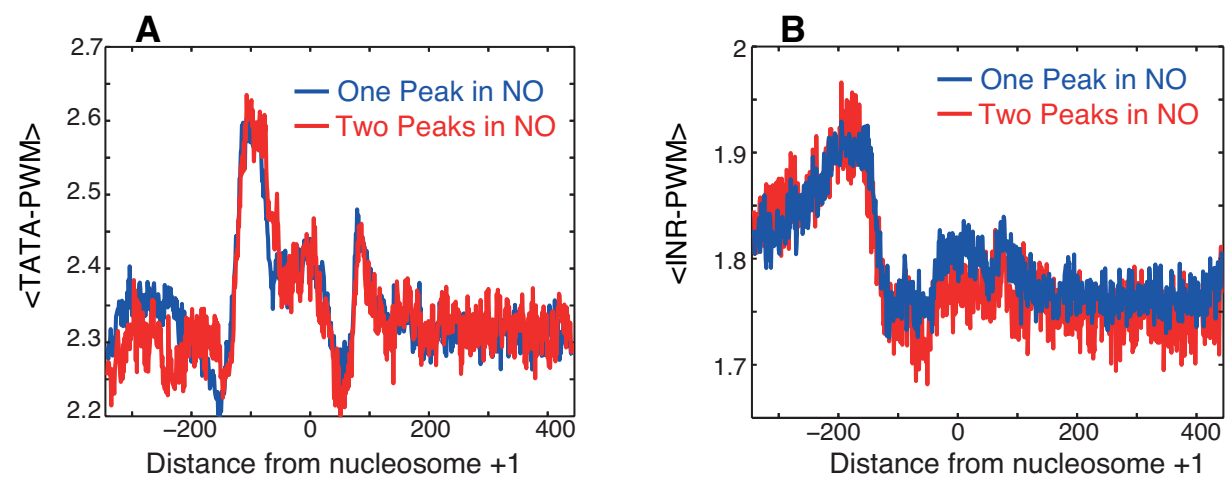 A
2.7
2.6
2.5
2.4
2.3
2.2
<TATA-PWM>
One Peak in NO
Two Peaks in NO
−200 0 200 400
Distance from nucleosome +1
B
2
1.9
1.8
1.7
<INR-PWM>
One Peak in NO
Two Peaks in NO
−200 0 200 400
Distance from nucleosome +1